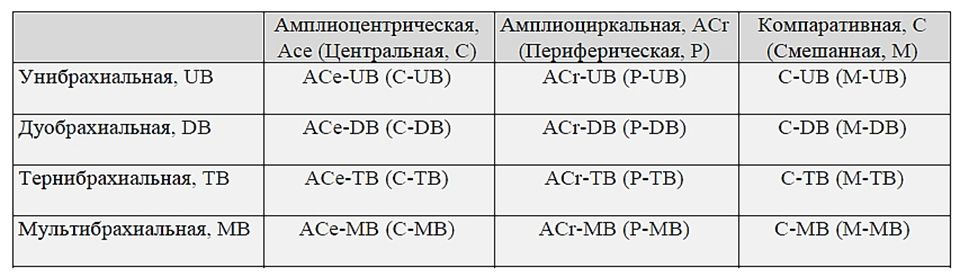 Амплиоцентрическая, Амплиоциркальная, ACr Компаративная, С
Ace (Центральная, С) (Периферическая, Р) (Смешанная, М)
Унибрахиальная, UB ACe-UB (C-UB) ACr-UB (P-UB) C-UB (M-UB)
Дуобрахиальная, DB ACe-DB (C-DB) ACr-DB (P-DB) C-DB (M-DB)
Тернибрахиальная, ТВ ACe-TB (C-TB) ACr-TB (P-TB) C-TB (M-TB)
Мультибрахиальная, МВ ACe-MB (C-MB) ACr-MB (P-MB) C-MB (M-MB)